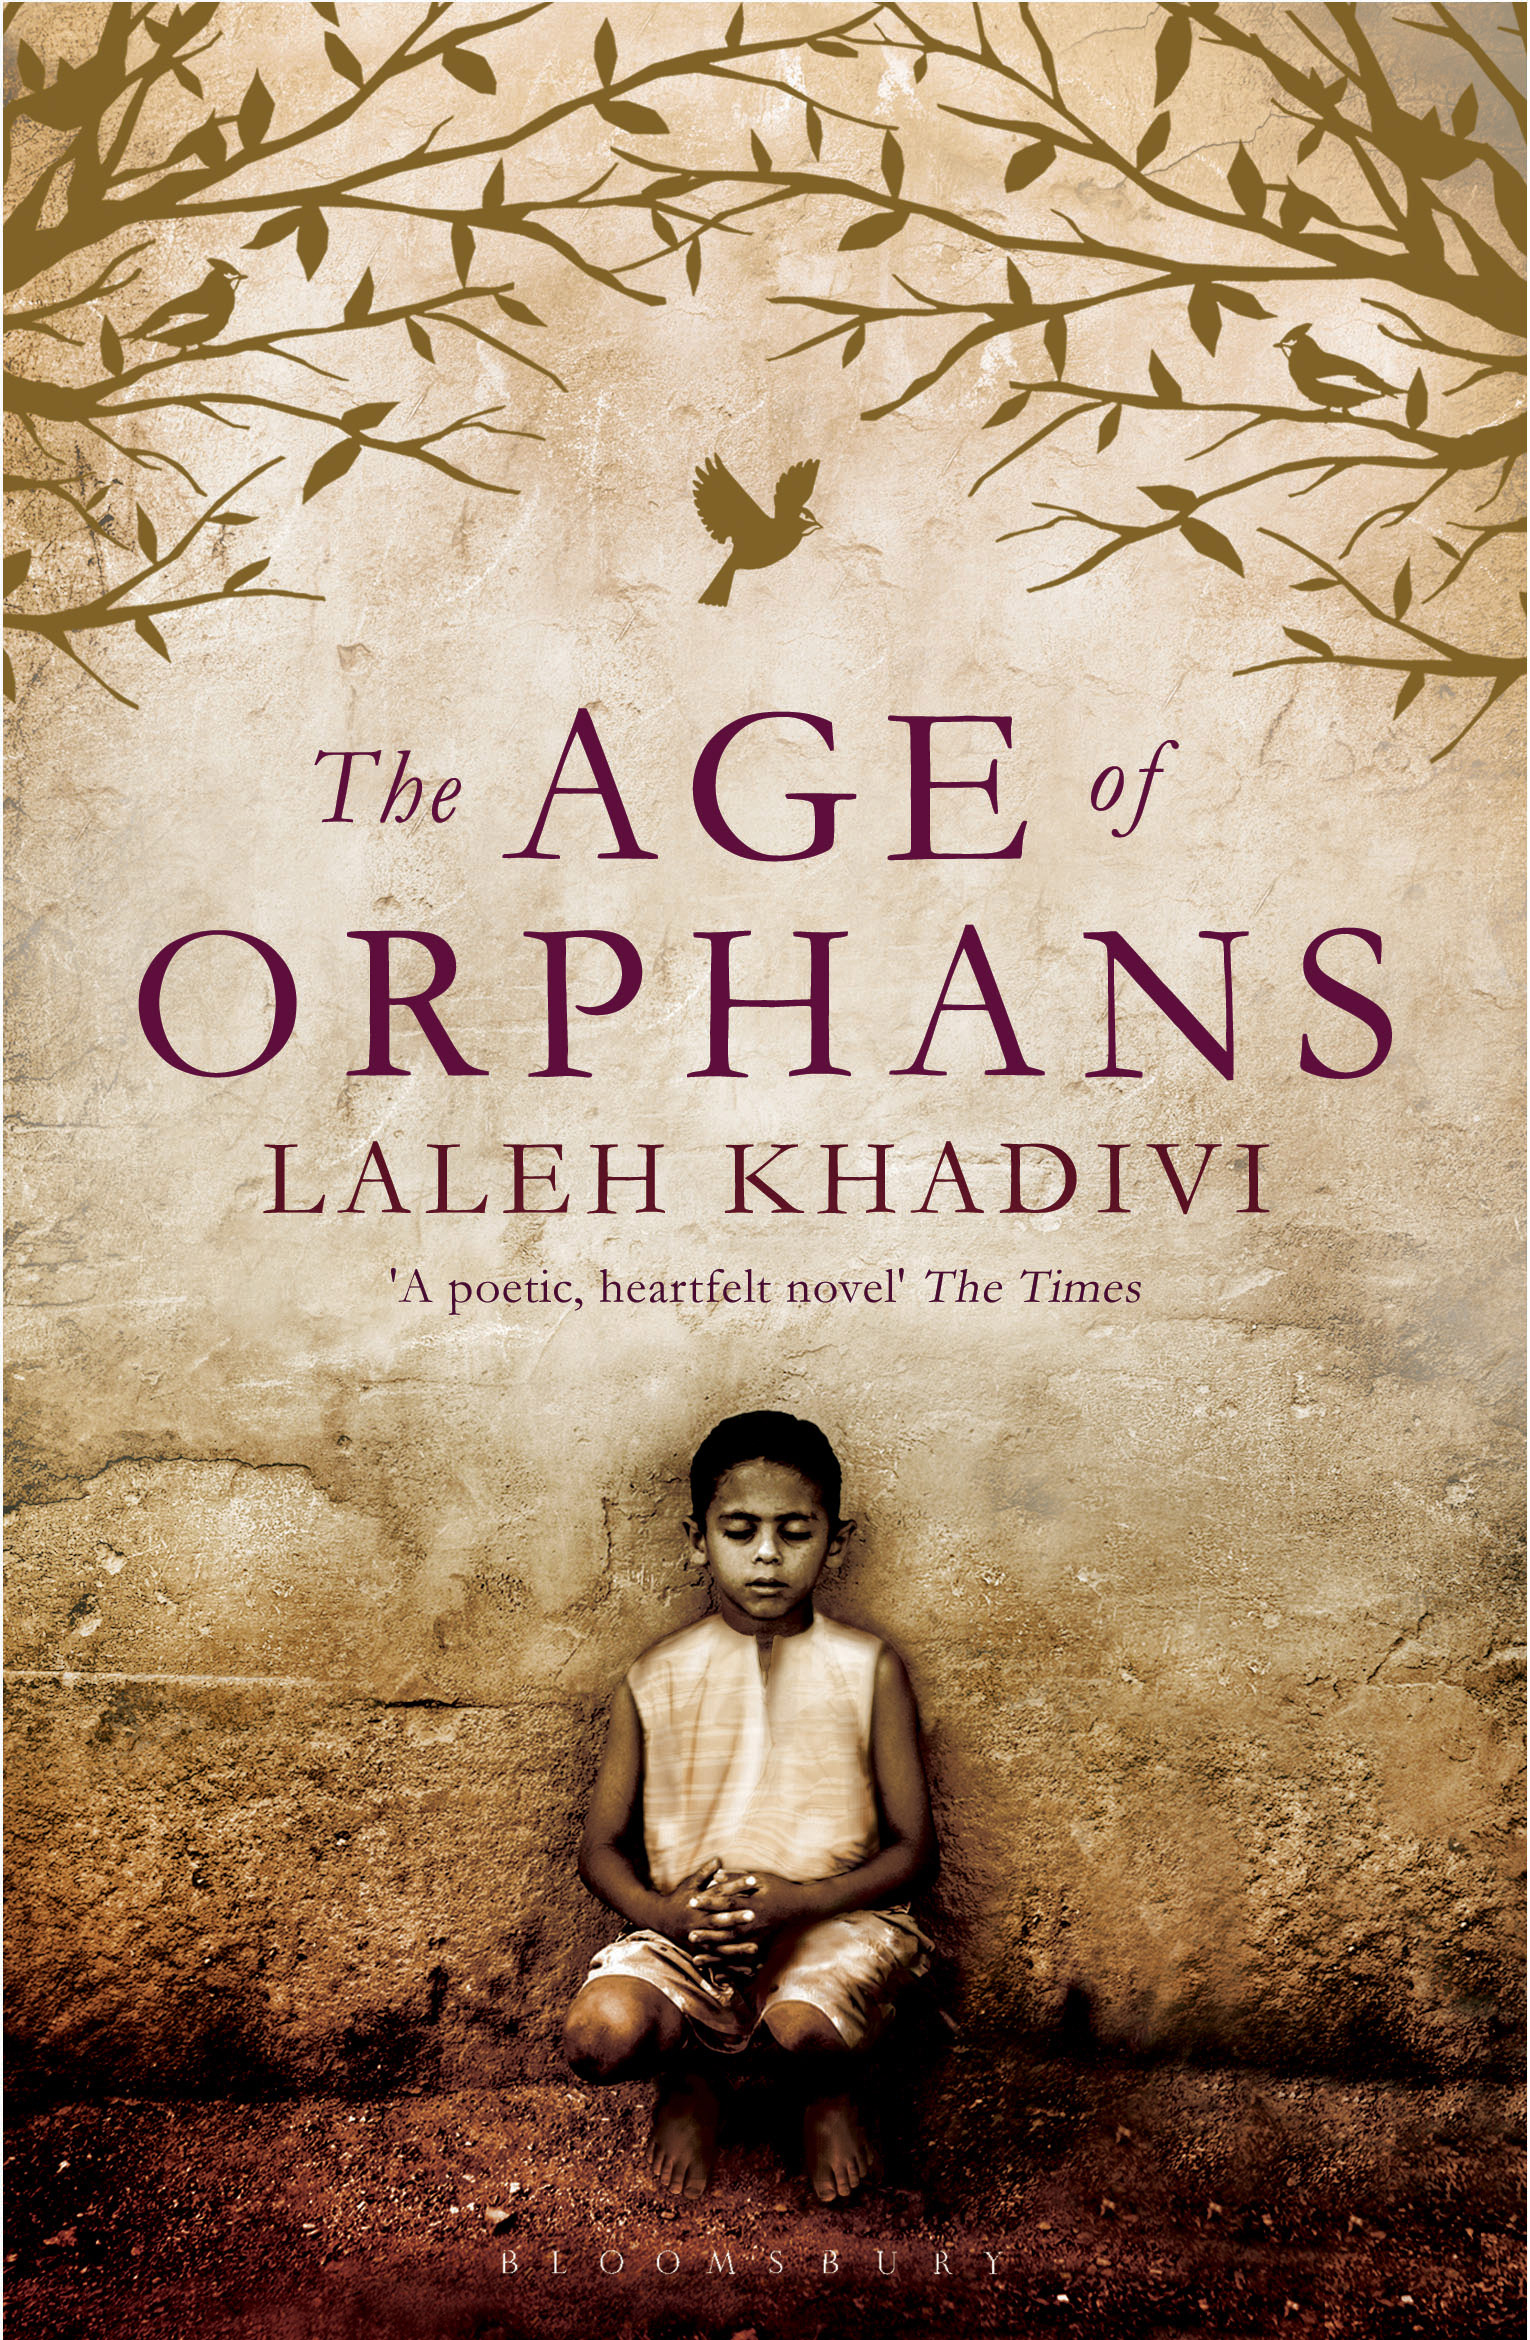 The AGE of
ORPHANS
LALEH KHADIVI
'A poetic, heartfelt novel' The Times
BLOOMSBURY